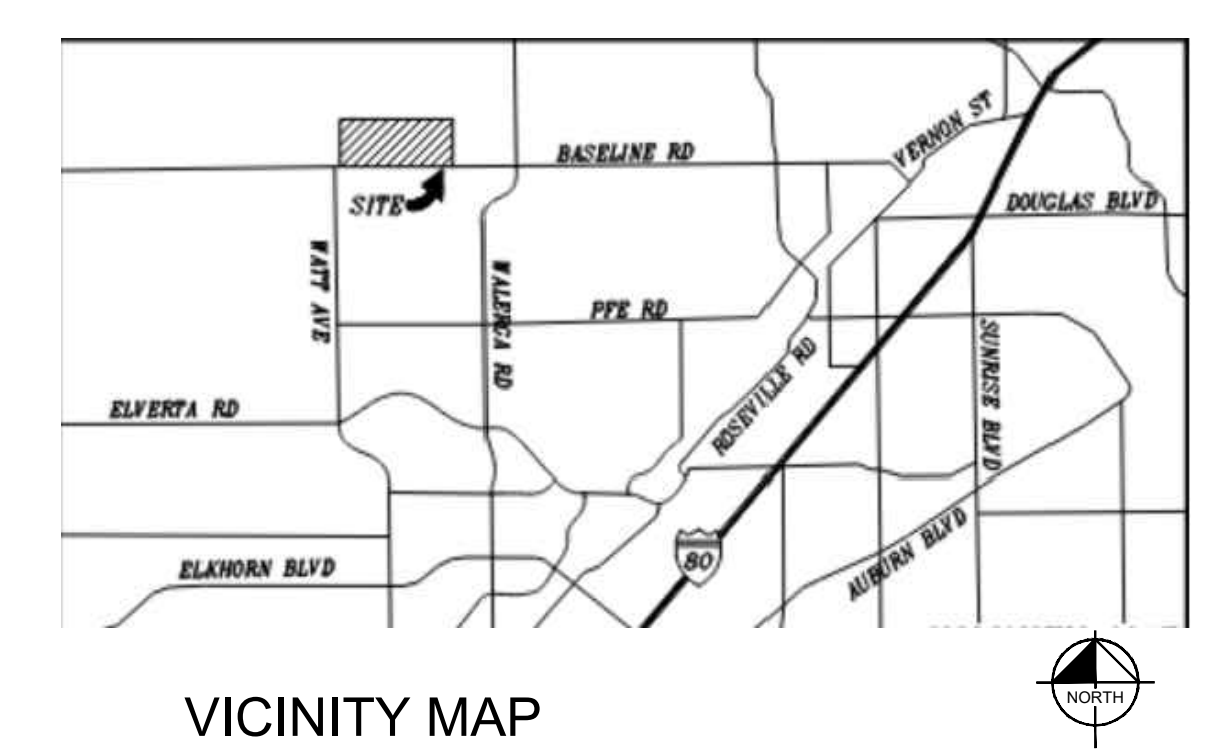 VERNON ST
BASELINE RD
SITE
DOUGLAS BLVD
WATT AVE
WALERGA RD
PFE RD
SUNRISE BLVD
ROSEVILLE RD
ELVERTA RD
AUBURN BLVD
80
ELKHORN BLVD
VICINITY MAP
NORTH